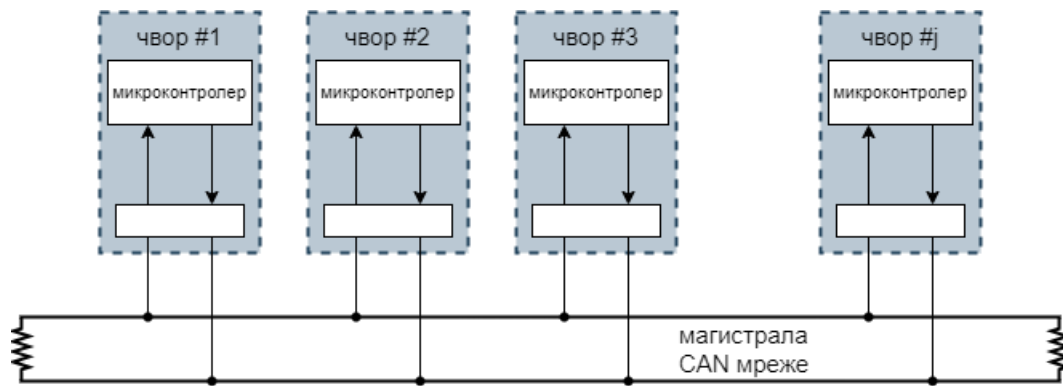 чвор #1
чвор #2
чвор #3
чвор #j
микроконтролер
микроконтролер
микроконтролер
микроконтролер
магистрала
CAN мреже